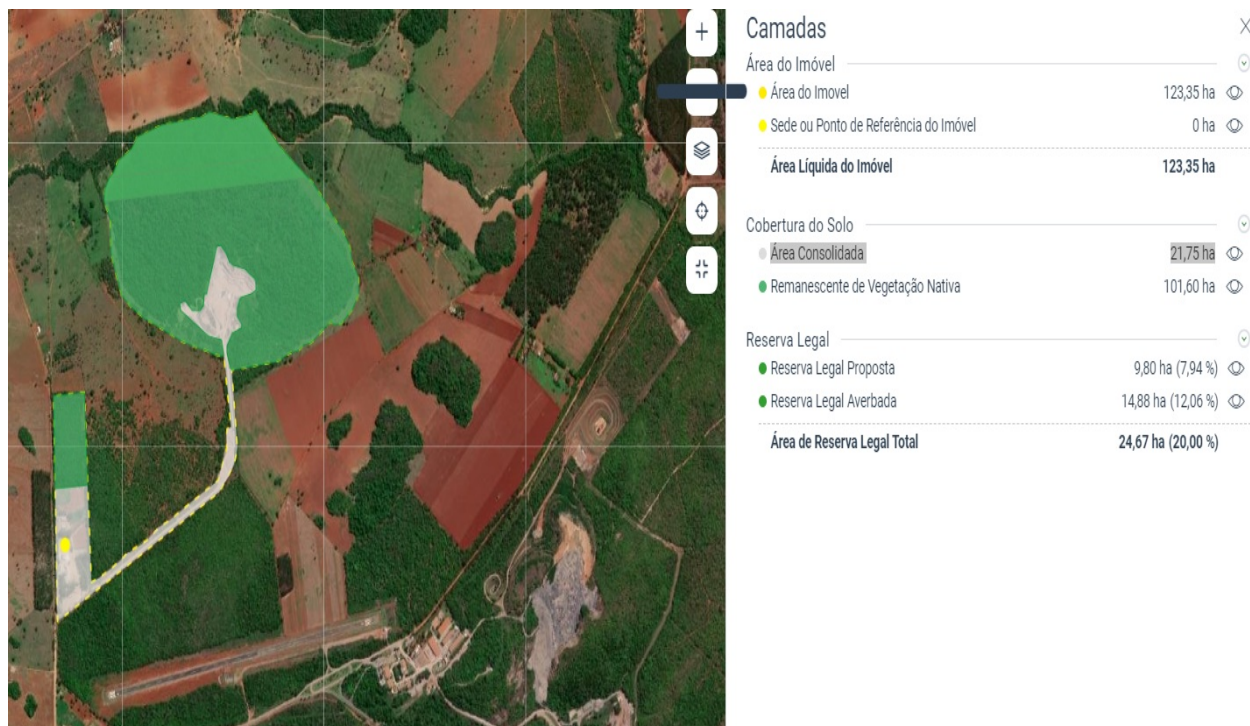 Camadas
Área do Imóvel
Área do Imovel 123,35 ha
Sede ou Ponto de Referência do Imóvel 0 ha
Área Líquida do Imóvel 123,35 ha
Cobertura do Solo
Área Consolidada 21,75 ha
Remanescente de Vegetação Nativa 101,60 ha
Reserva Legal
Reserva Legal Proposta 9,80 ha (7,94 %)
Reserva Legal Averbada 14,88 ha (12,06 %)
Área de Reserva Legal Total 24,67 ha (20,00 %)